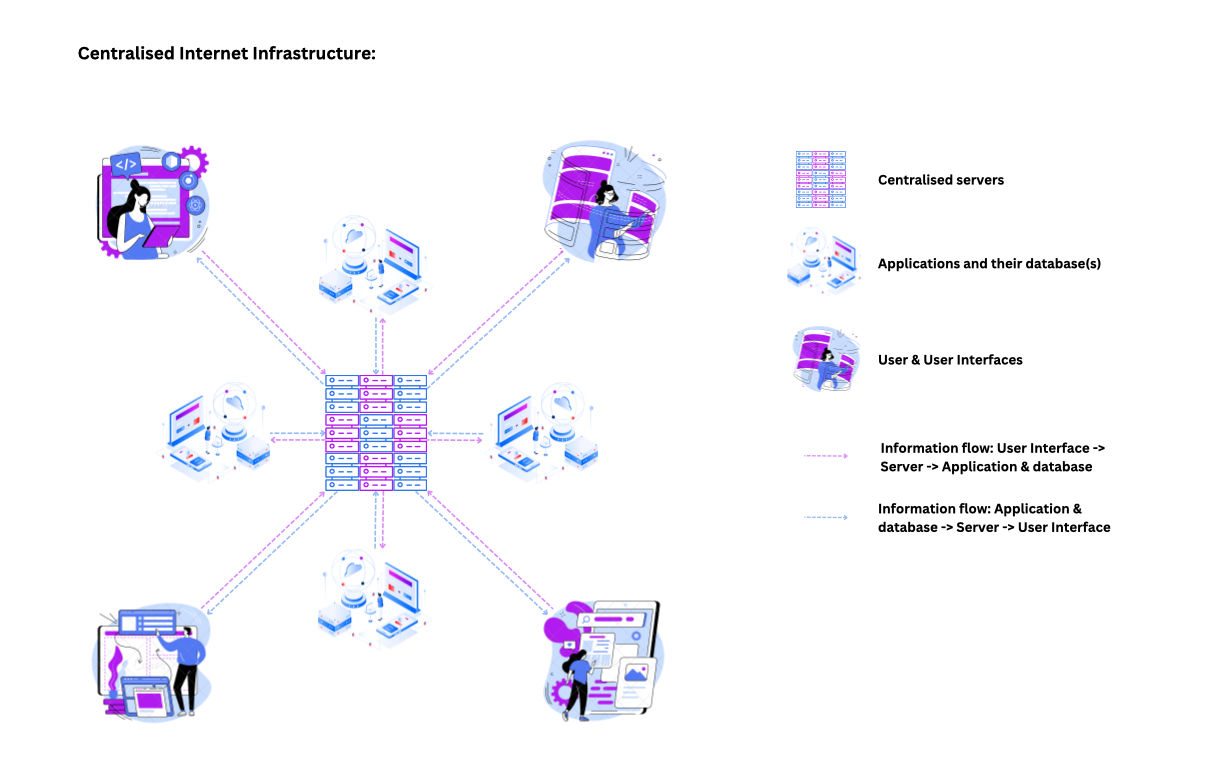 Centralised Internet Infrastructure:
</>
Centralised servers
Applications and their database(s)
User & User Interfaces
Information flow: User Interface ->
Server -> Application & database
Information flow: Application &
database -> Server -> User Interface